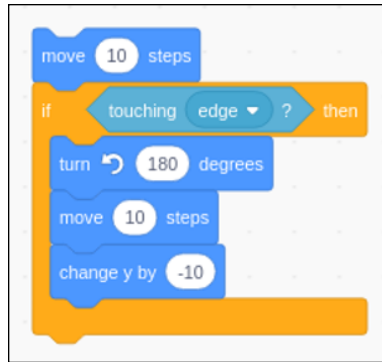 move 10 steps
if touching edge ? then
turn 180 degrees
move 10 steps
change y by -10